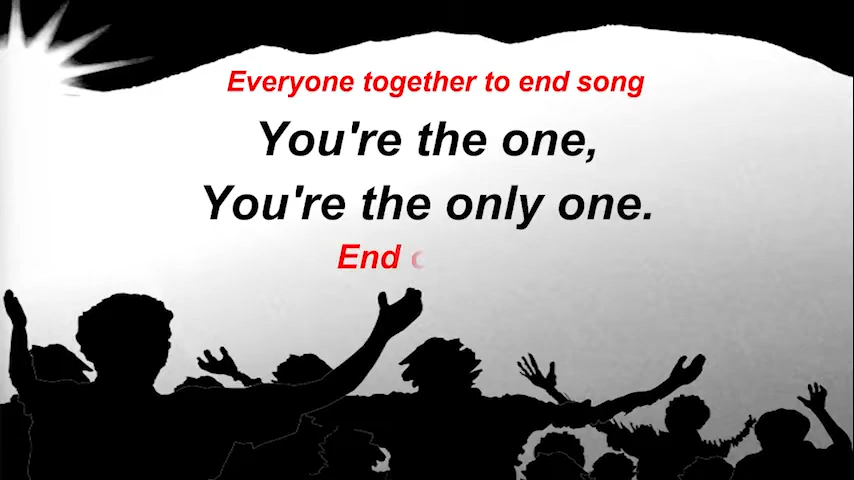 Everyone together to end song
You're the one,
You're the only one.
End